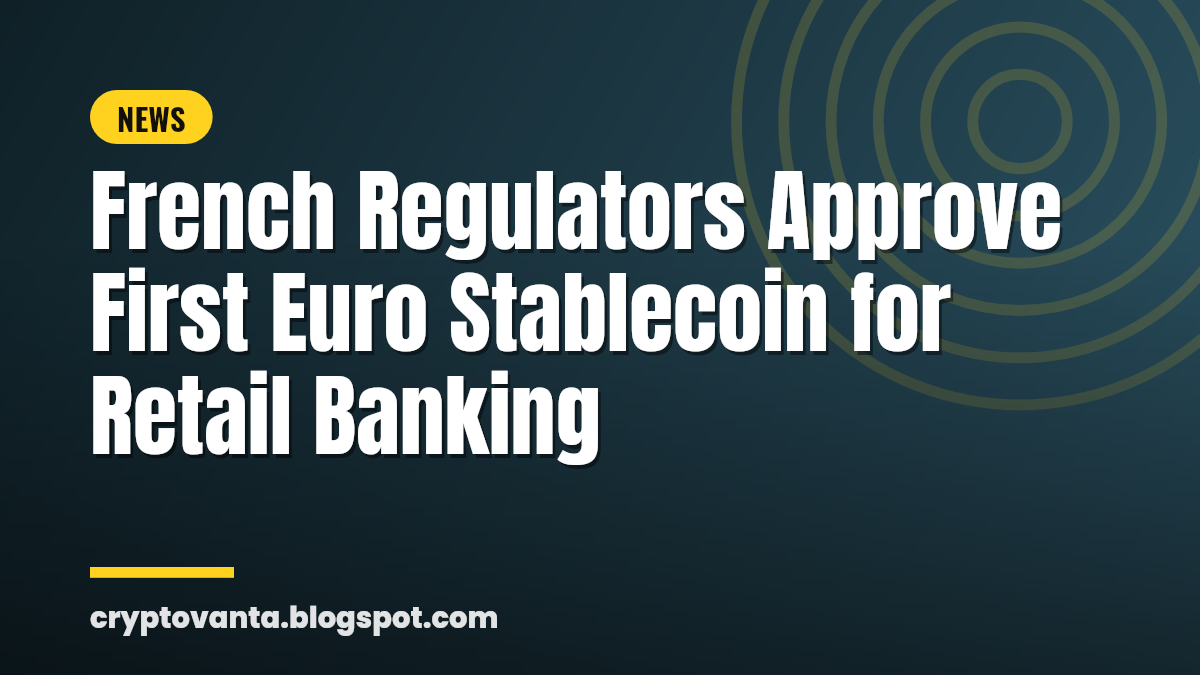 NEWS
French Regulators Approve
First Euro Stablecoin for
Retail Banking
cryptovanta.blogspot.com